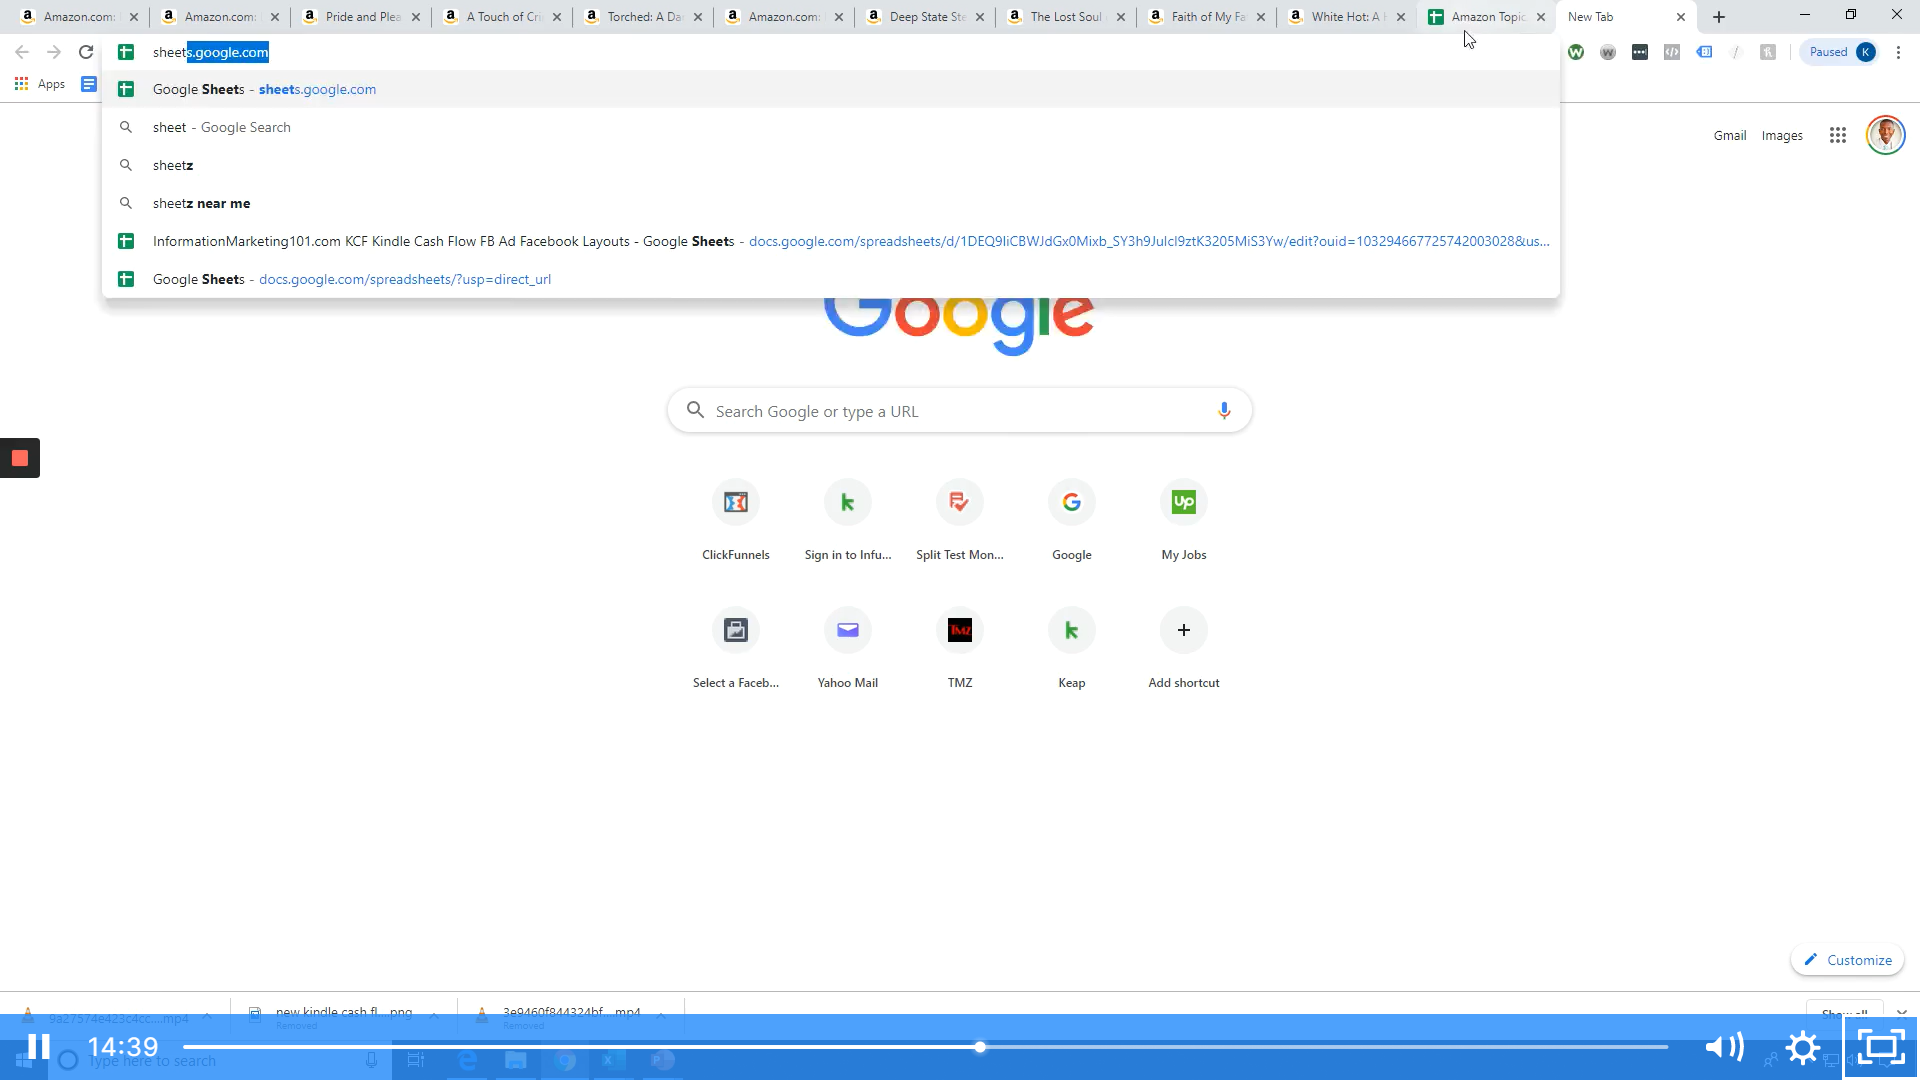 Amazon.com: Amazon.com: Pride and Plea A Touch of Cri Torched: A Da Amazon.com: Deep State Ste The Lost Soul Faith of My Fa White Hot: A Amazon Topic New Tab
sheets.google.com
Paused K
Apps
Google Sheets - sheets.google.com
sheet - Google Search
Gmail Images
sheetz
sheetz near me
InformationMarketing101.com KCF Kindle Cash Flow FB Ad Facebook Layouts - Google Sheets - docs.google.com/spreadsheets/d/1DEQ9liCBWJdGx0Mixb_SY3h9Julcl9ztK3205MiS3Yw/edit?ouid=103294667725742003028&us...
Google Sheets - docs.google.com/spreadsheets/?usp=direct_url
Google
Search Google or type a URL
ClickFunnels Sign in to Infu... Split Test Mon... Google My Jobs
Select a Faceb... Yahoo Mail TMZ Keap Add shortcut
Customize
9a27574e423c4cc....mp4 new kindle cash fl....png 3e9460f844324bf....mp4 Show all
Removed Removed
14:39
Type here to search